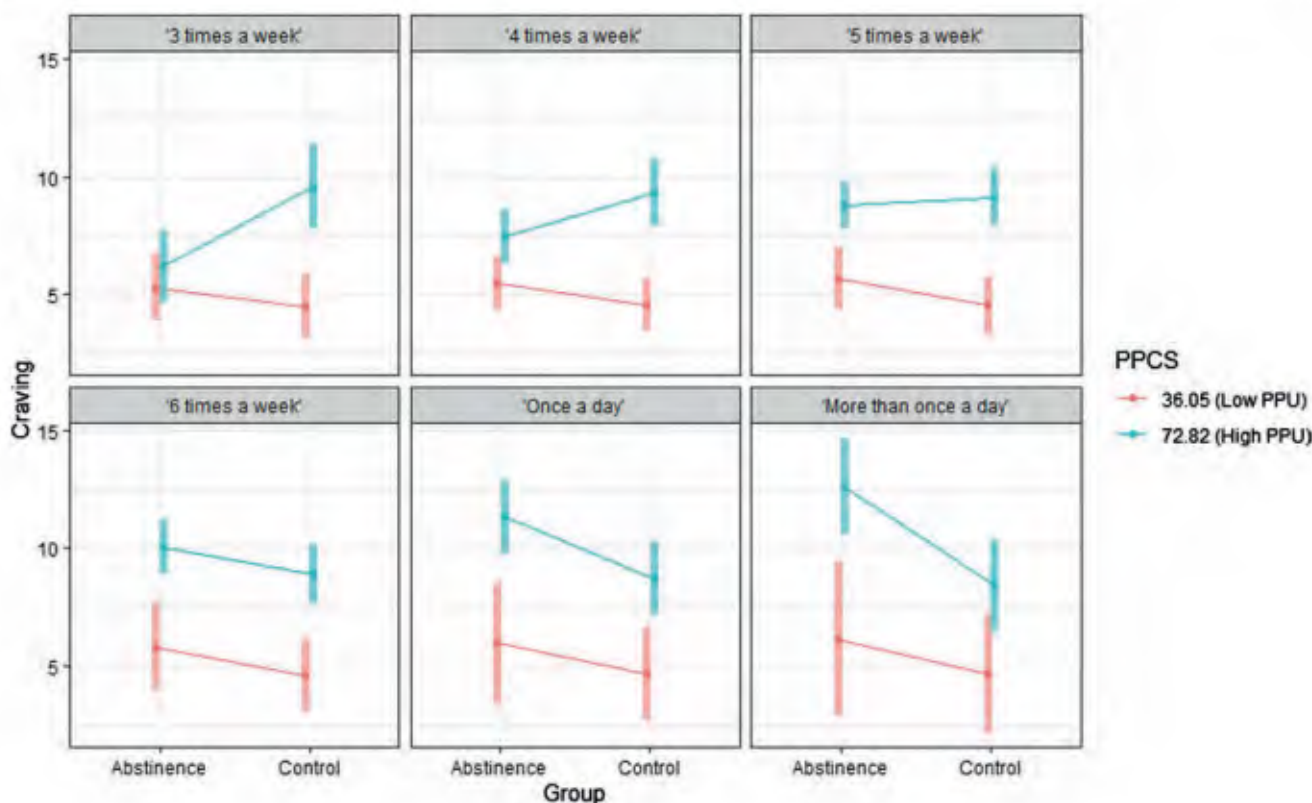 '3 times a week'
'4 times a week'
'5 times a week'
15
10
5
'6 times a week'
'Once a day'
'More than once a day'
15
10
5
Craving
Abstinence
Control
Abstinence
Control
Abstinence
Control
Group
PPCS
36.05 (Low PPU)
72.82 (High PPU)